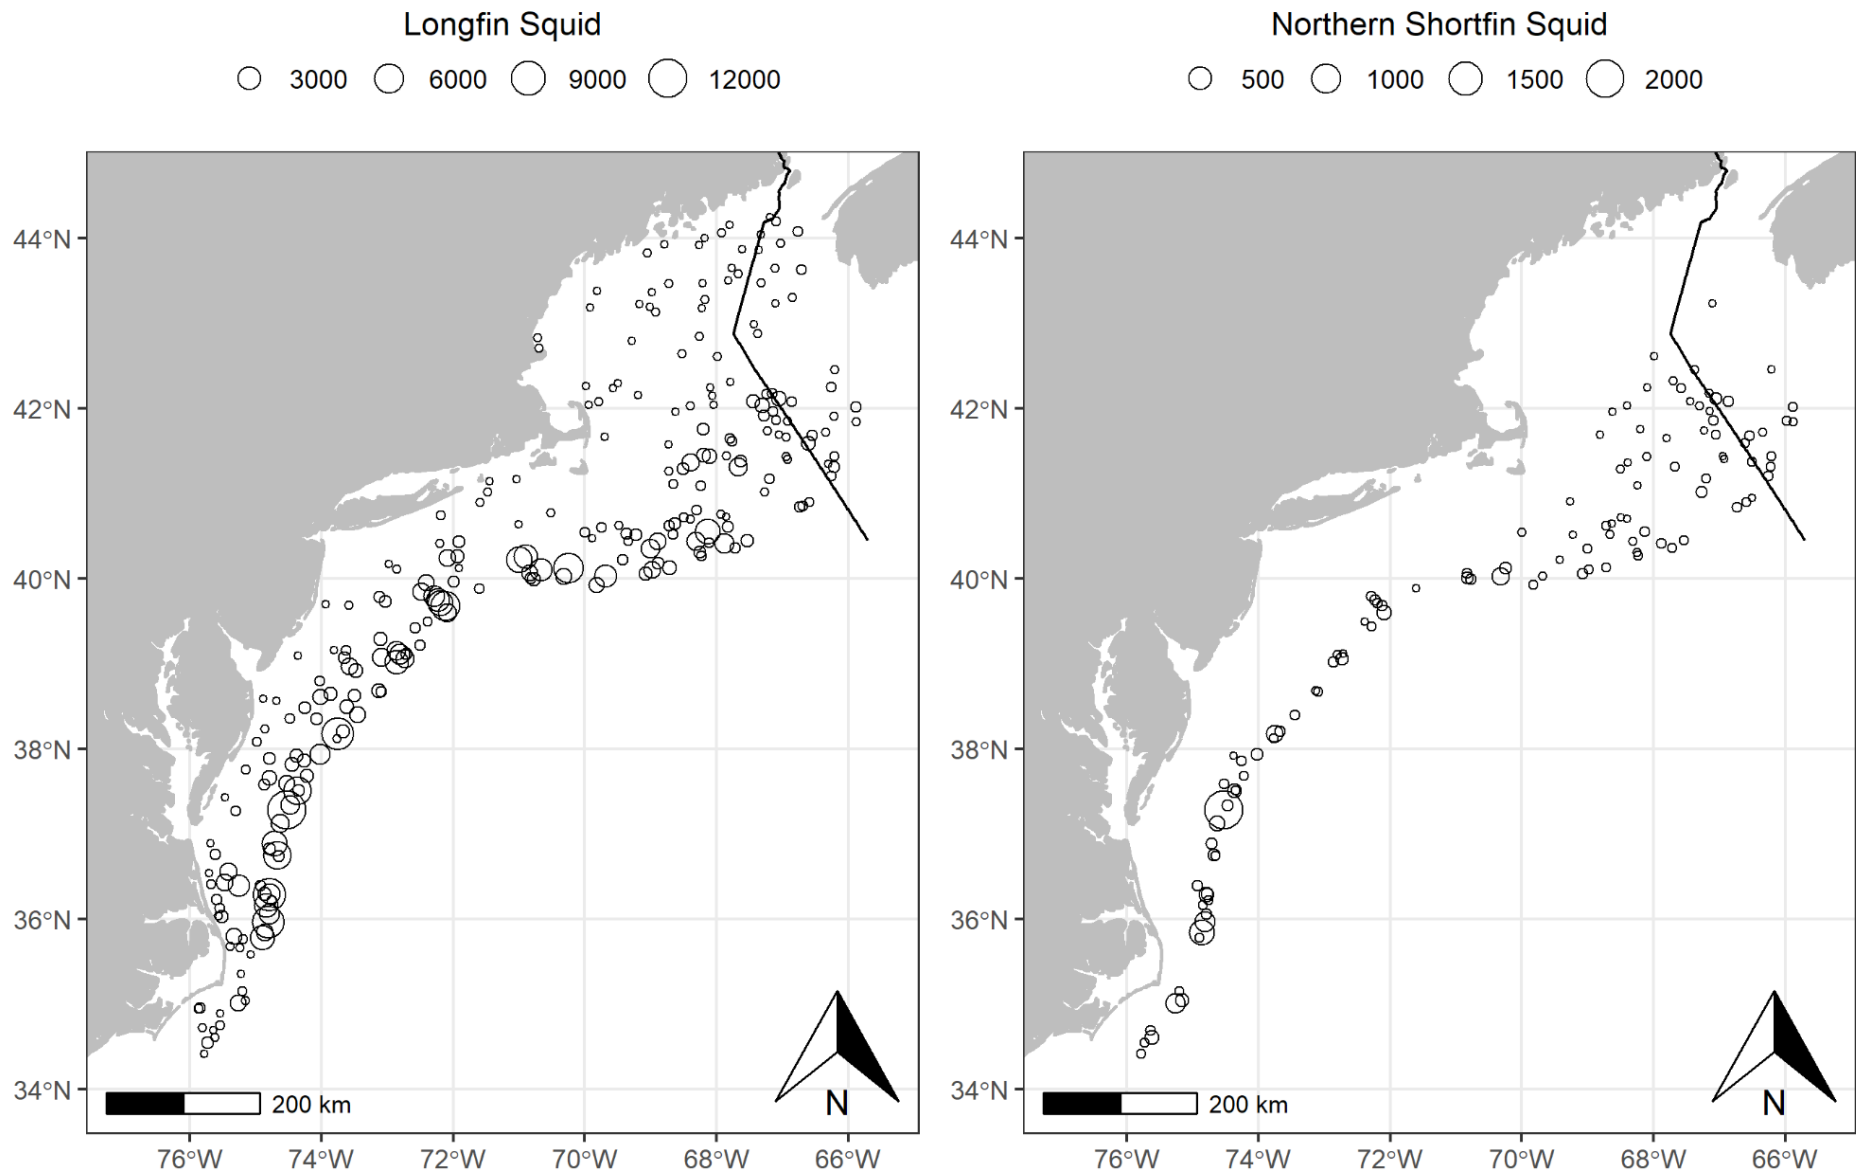 Longfin Squid
3000 6000 9000 12000
44°N
42°N
40°N
38°N
36°N
34°N
200 km
N
76°W 74°W 72°W 70°W 68°W 66°W
Northern Shortfin Squid
500 1000 1500 2000
44°N
42°N
40°N
38°N
36°N
34°N
200 km
N
76°W 74°W 72°W 70°W 68°W 66°W